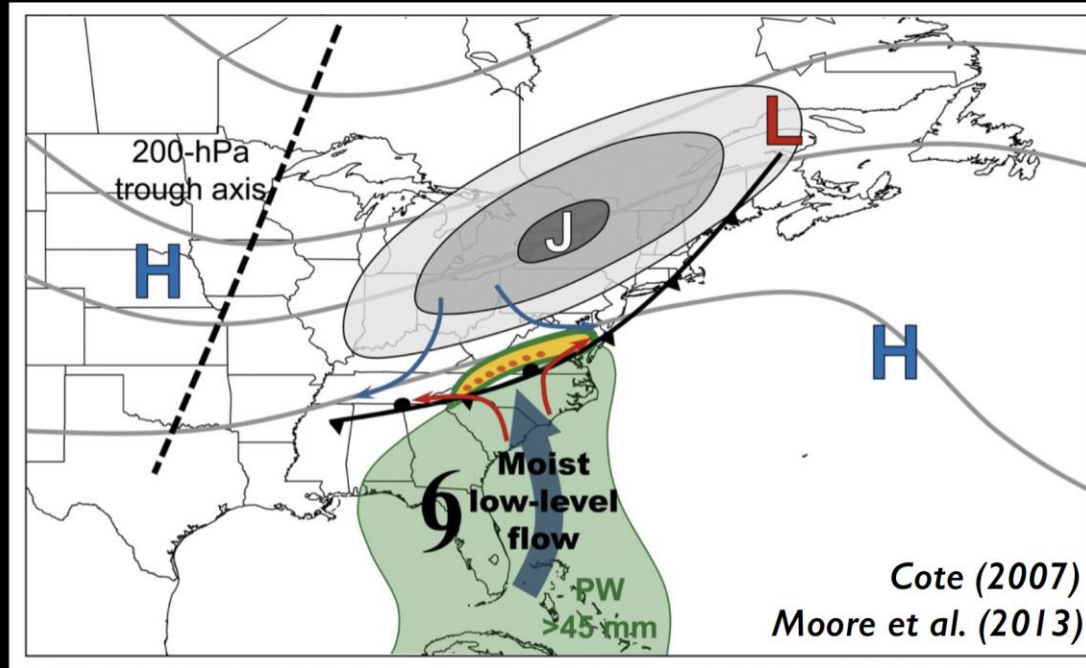 L
200-hPa
trough axis
J
H
H
Moist
low-level
flow
PW
>45 mm
Cote (2007)
Moore et al. (2013)